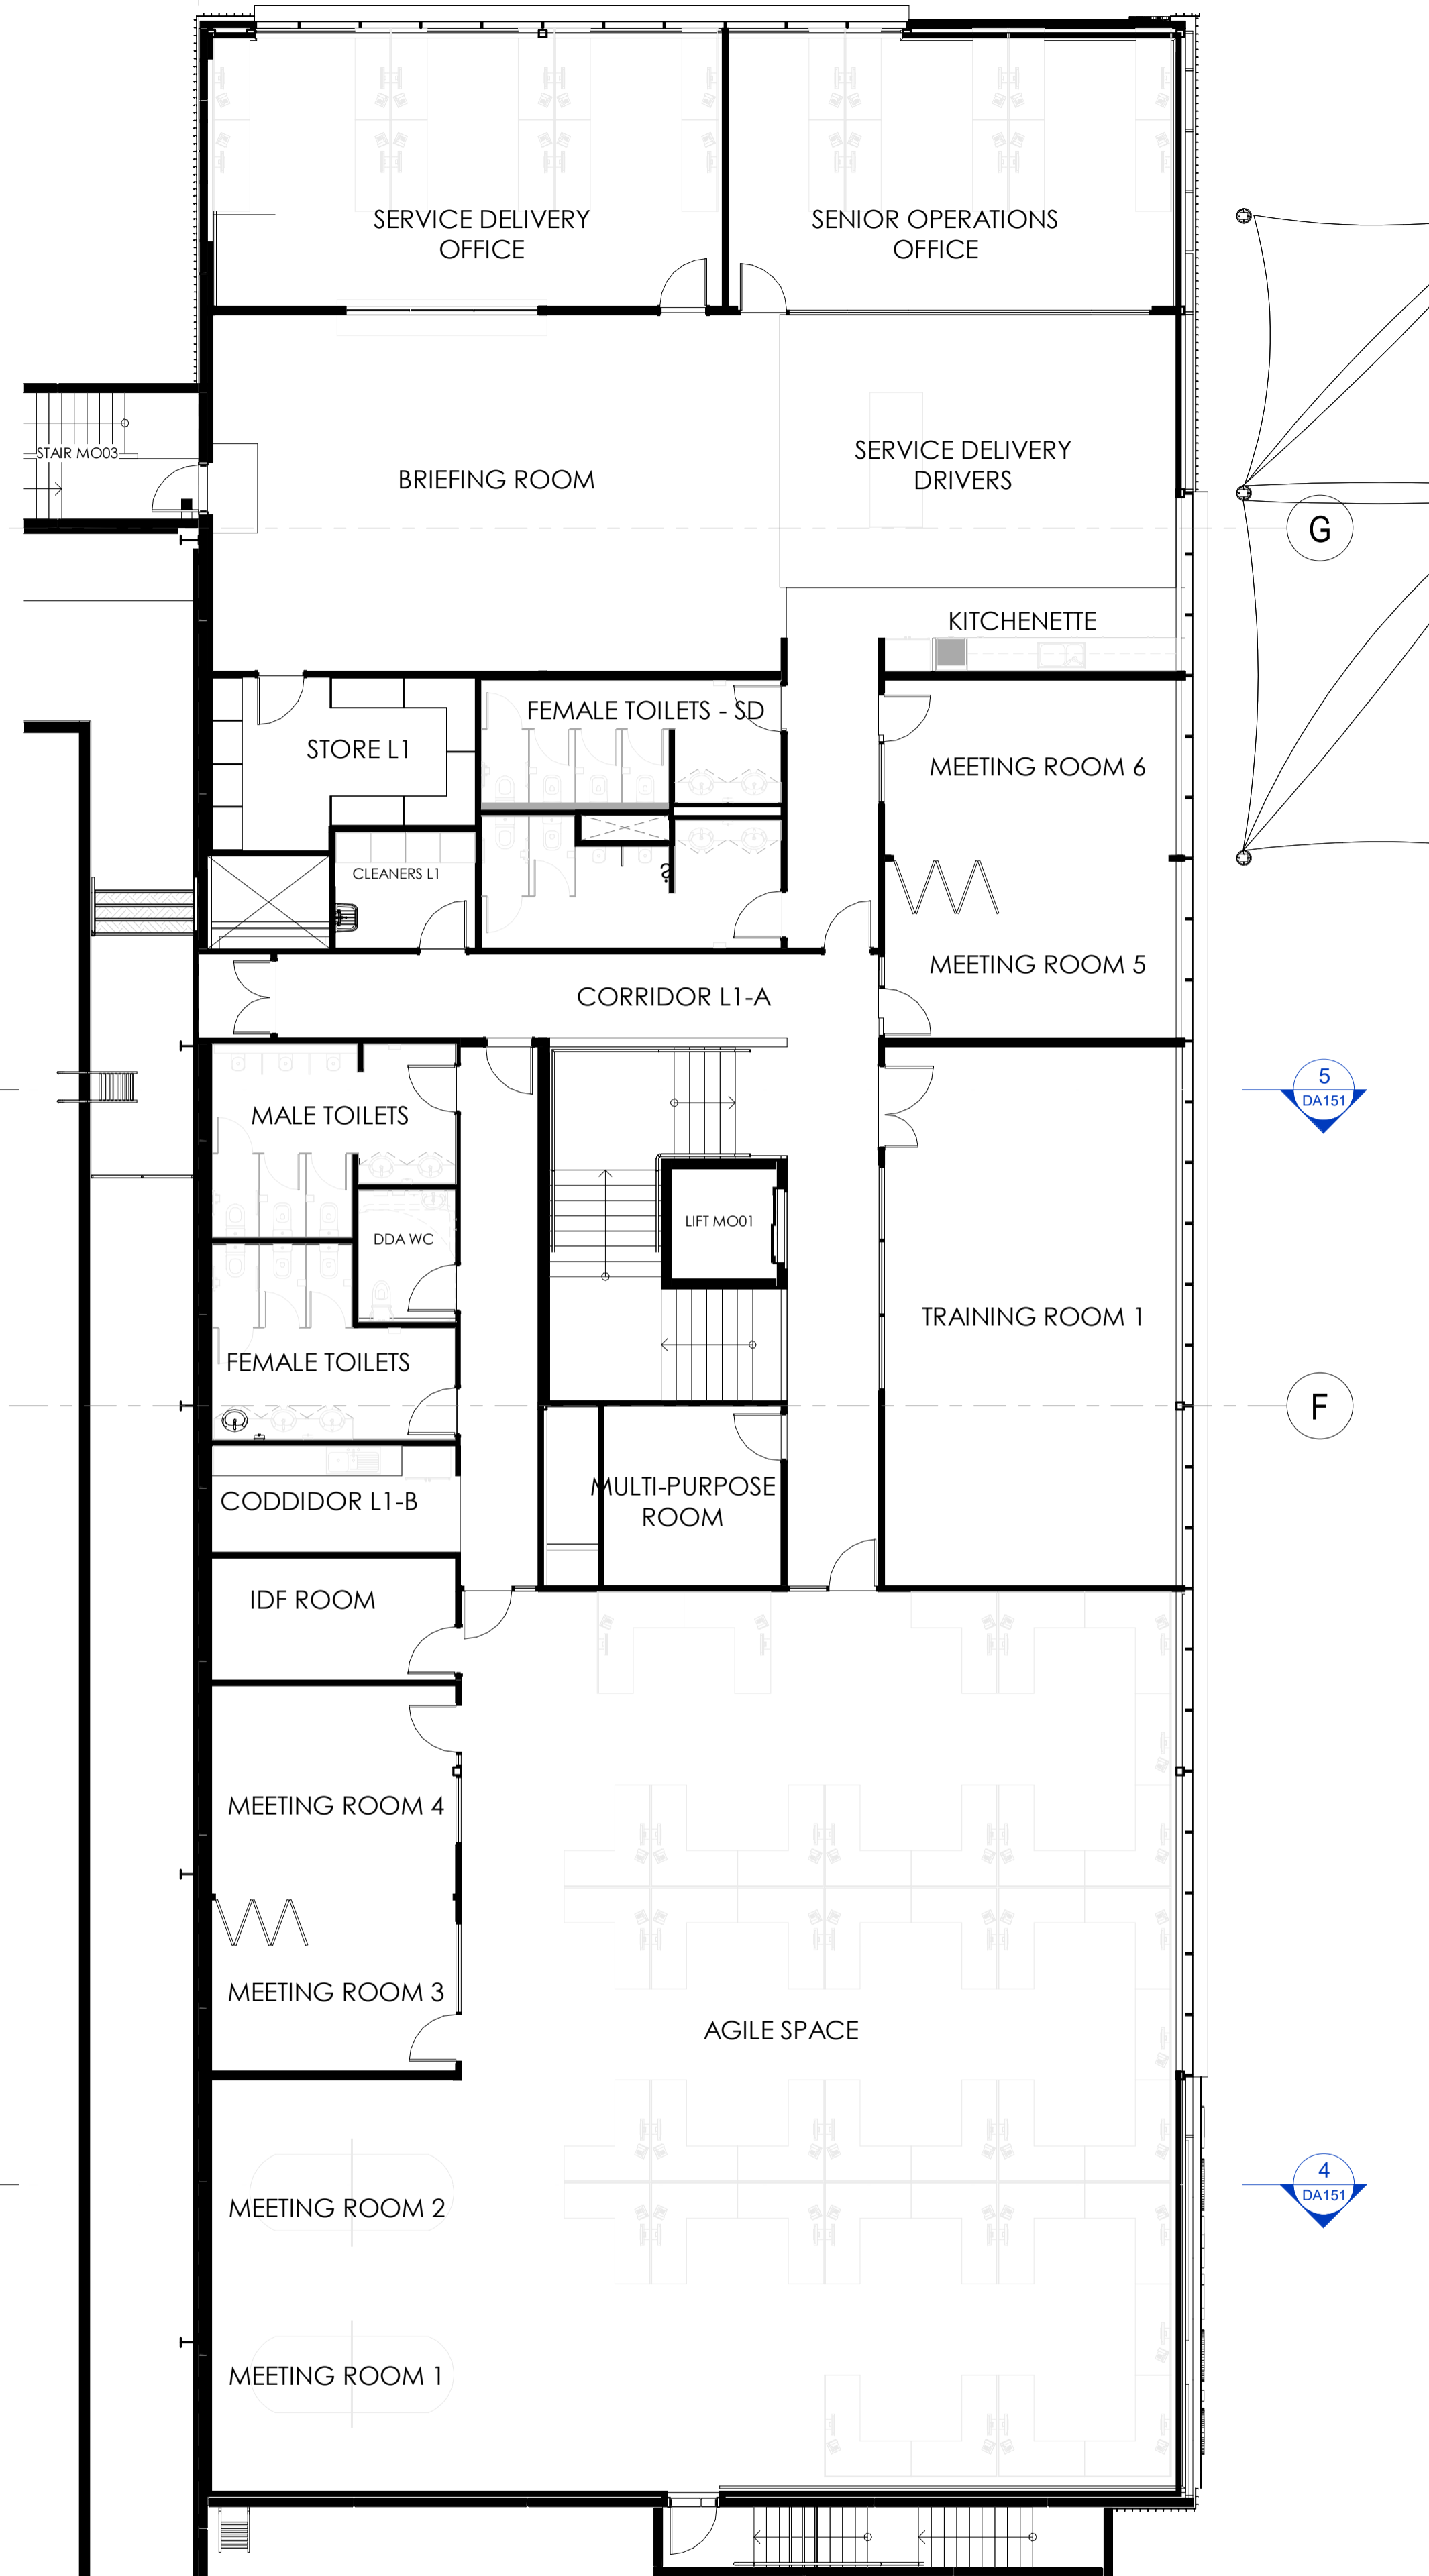 SERVICE DELIVERY
OFFICE
SENIOR OPERATIONS
OFFICE
STAIR MO03
BRIEFING ROOM
SERVICE DELIVERY
DRIVERS
G
KITCHENETTE
FEMALE TOILETS - SD
STORE L1
MEETING ROOM 6
CLEANERS L1
?
MEETING ROOM 5
CORRIDOR L1-A
5
DA151
MALE TOILETS
LIFT MO01
DDA WC
TRAINING ROOM 1
FEMALE TOILETS
F
MULTI-PURPOSE
ROOM
CODDIDOR L1-B
IDF ROOM
MEETING ROOM 4
MEETING ROOM 3
AGILE SPACE
4
DA151
MEETING ROOM 2
MEETING ROOM 1